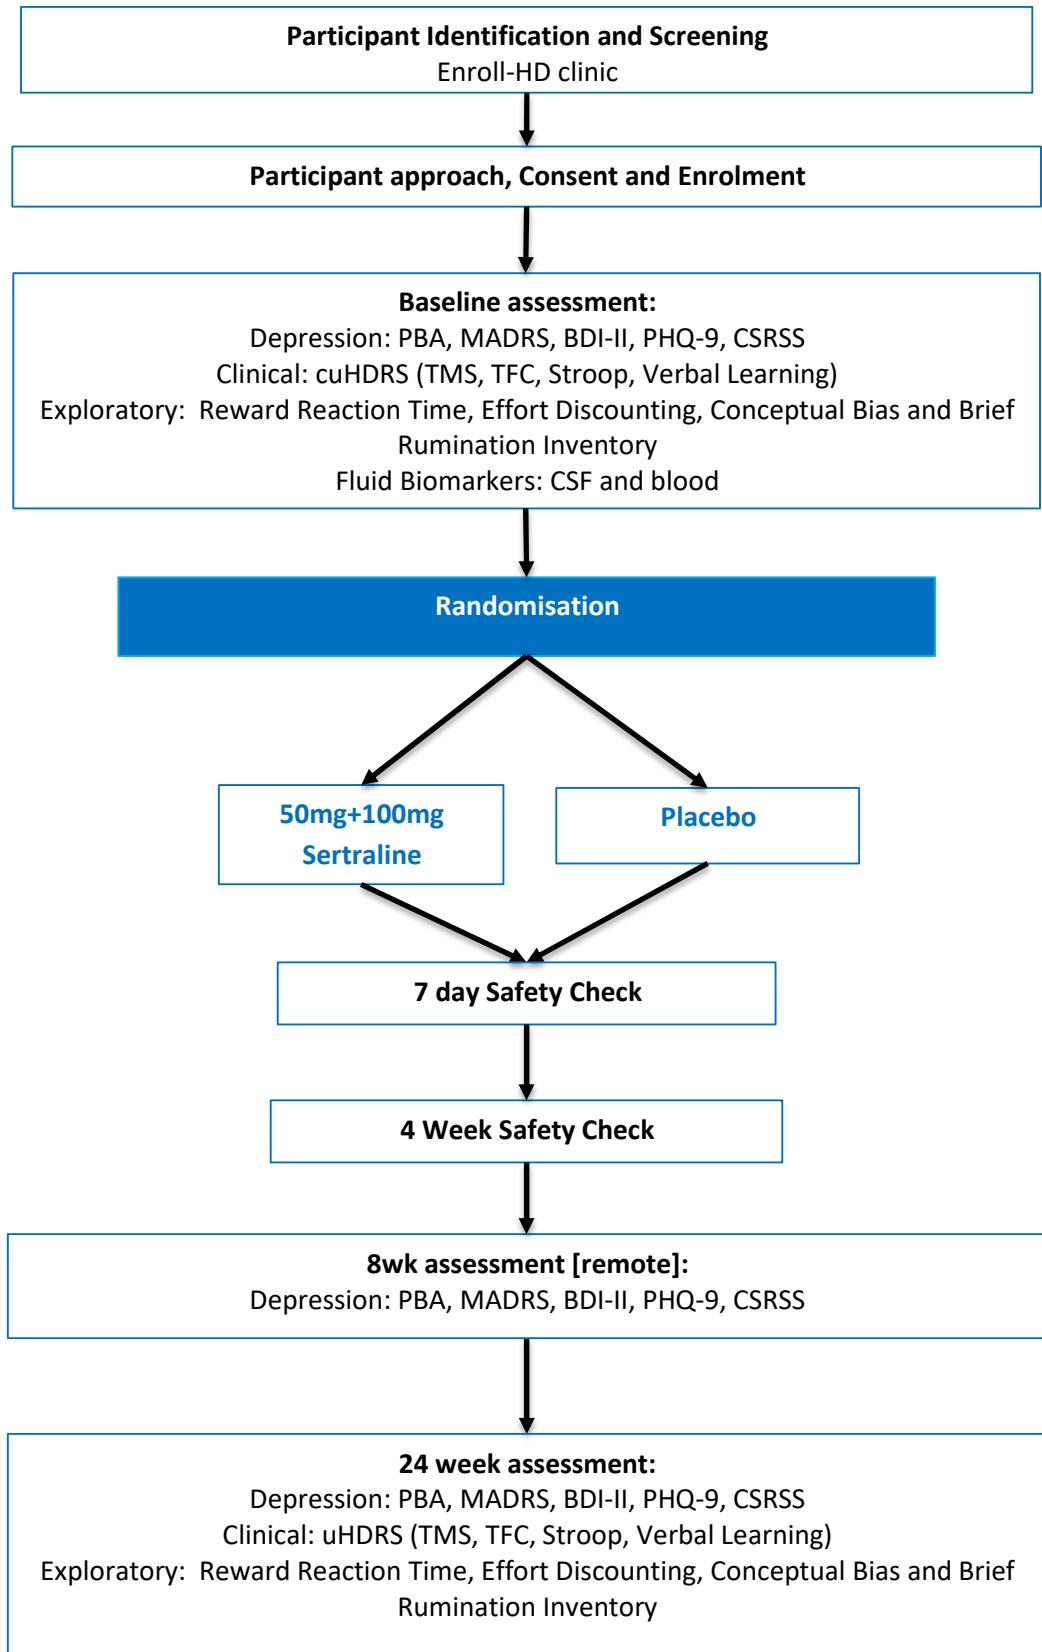 Participant Identification and Screening
Enroll-HD clinic
Participant approach, Consent and Enrolment
Baseline assessment:
Depression: PBA, MADRS, BDI-II, PHQ-9, CSRSS
Clinical: cuHDRS (TMS, TFC, Stroop, Verbal Learning)
Exploratory:  Reward Reaction Time, Effort Discounting, Conceptual Bias and Brief
Rumination Inventory
Fluid Biomarkers: CSF and blood
Randomisation
50mg+100mg
Sertraline
Placebo
7 day Safety Check
4 Week Safety Check
8wk assessment [remote]:
Depression: PBA, MADRS, BDI-II, PHQ-9, CSRSS
24 week assessment:
Depression: PBA, MADRS, BDI-II, PHQ-9, CSRSS
Clinical: uHDRS (TMS, TFC, Stroop, Verbal Learning)
Exploratory:  Reward Reaction Time, Effort Discounting, Conceptual Bias and Brief
Rumination Inventory